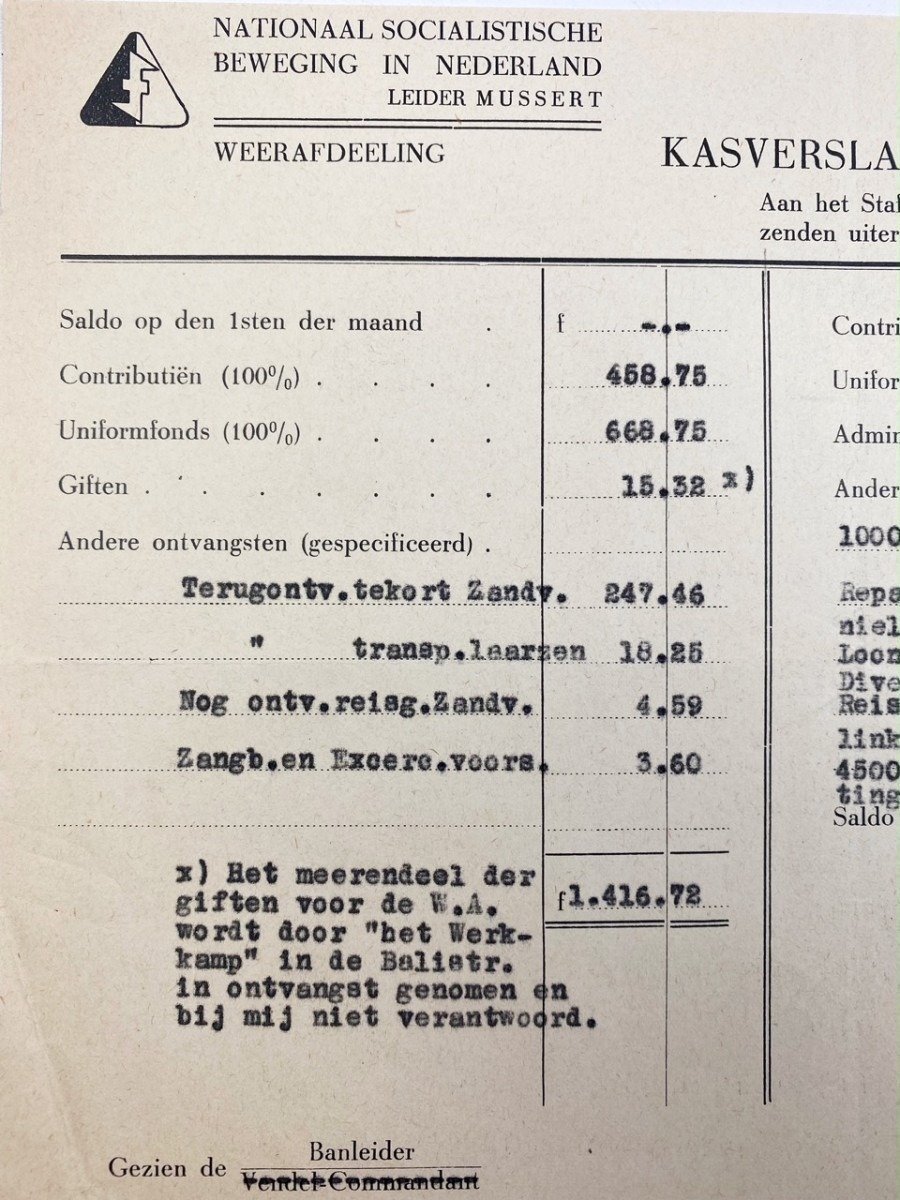 NATIONAAL SOCIALISTISCHE
BEWEGING IN NEDERLAND
LEIDER MUSSERT
WEERAFDEELING
KASVERSLA
Aan het Staf
zenden uiter
Saldo op den 1sten der maand . f -.-
Contributiën (100%) . . . . 458.75
Uniformfonds (100%) . . . . 668.75
Giften . . . . . . . 15.32 x)
Andere ontvangsten (gespecificeerd) .
Terugontv.tekort Zandv. 247.46
" transp.laarzen 18.25
Nog ontv.reisg.Zandv. 4.59
Zangb.en Excerc.voors. 3.60
f 1.416.72
x) Het meerendeel der
giften voor de W.A.
wordt door "het Werk-
kamp" in de Balistr.
in ontvangst genomen en
bij mij niet verantwoord.
Contri
Unifor
Admin
Ander
1000
Repa
niel
Loon
Dive
Reis
link
4500
ting
Saldo
Gezien de Banleider
Vendel-Commandant